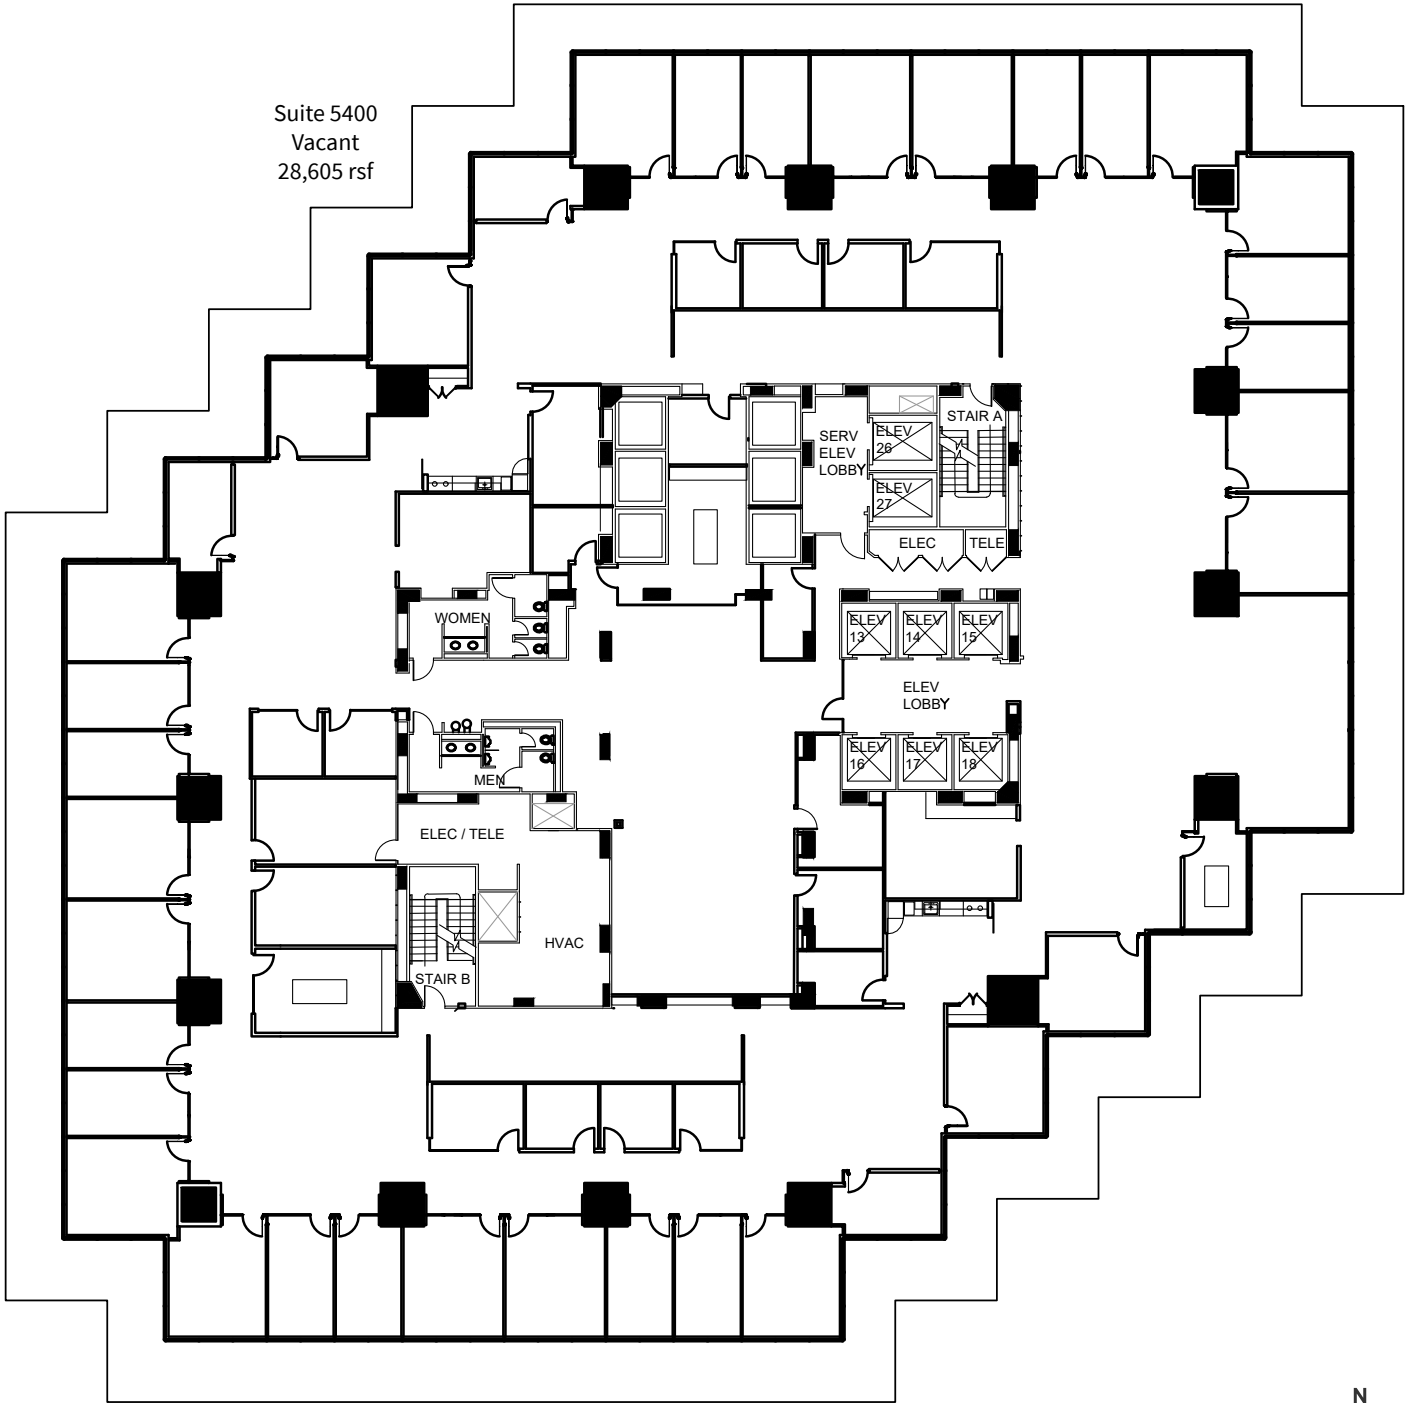 Suite 5400
Vacant
28,605 rsf
STAIR A
SERV
ELEV
LOBBY
ELEV
26
ELEV
27
ELEC
TELE
WOMEN
ELEV
13
ELEV
14
ELEV
15
ELEV
LOBBY
ELEV
16
ELEV
17
ELEV
18
MEN
ELEC / TELE
HVAC
STAIR B
N